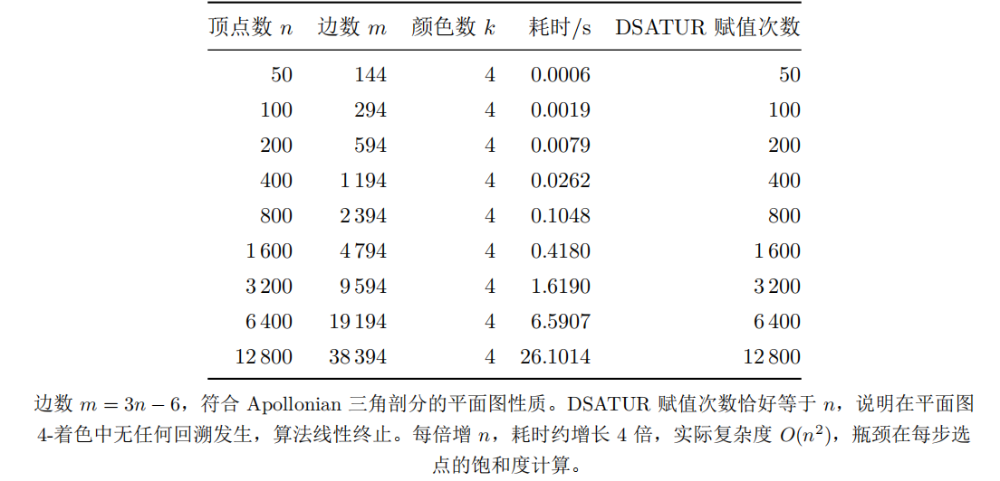 顶点数 n 边数 m 颜色数 k 耗时/s DSATUR 赋值次数
50 144 4 0.0006 50
100 294 4 0.0019 100
200 594 4 0.0079 200
400 1 194 4 0.0262 400
800 2 394 4 0.1048 800
1 600 4 794 4 0.4180 1 600
3 200 9 594 4 1.6190 3 200
6 400 19 194 4 6.5907 6 400
12 800 38 394 4 26.1014 12 800
边数 m = 3n − 6，符合 Apollonian 三角剖分的平面图性质。DSATUR 赋值次数恰好等于 n，说明在平面图
4-着色中无任何回溯发生，算法线性终止。每倍增 n，耗时约增长 4 倍，实际复杂度 O(n²)，瓶颈在每步选
点的饱和度计算。